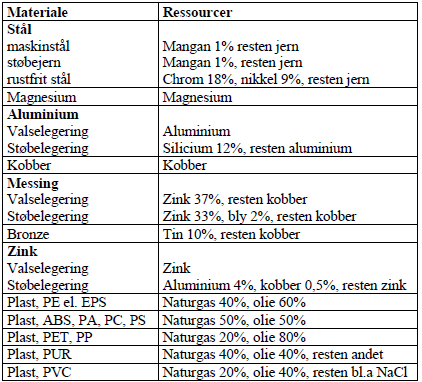 Materiale Ressourcer
Stål
maskinstål Mangan 1% resten jern
støbejern Mangan 1%, resten jern
rustfrit stål Chrom 18%, nikkel 9%, resten jern
Magnesium Magnesium
Aluminium
Valselegering Aluminium
Støbelegering Silicium 12%, resten aluminium
Kobber Kobber
Messing
Valselegering Zink 37%, resten kobber
Støbelegering Zink 33%, bly 2%, resten kobber
Bronze Tin 10%, resten kobber
Zink
Valselegering Zink
Støbelegering Aluminium 4%, kobber 0,5%, resten zink
Plast, PE el. EPS Naturgas 40%, olie 60%
Plast, ABS, PA, PC, PS Naturgas 50%, olie 50%
Plast, PET, PP Naturgas 20%, olie 80%
Plast, PUR Naturgas 40%, olie 40%, resten andet
Plast, PVC Naturgas 20%, olie 40%, resten bl.a NaCl